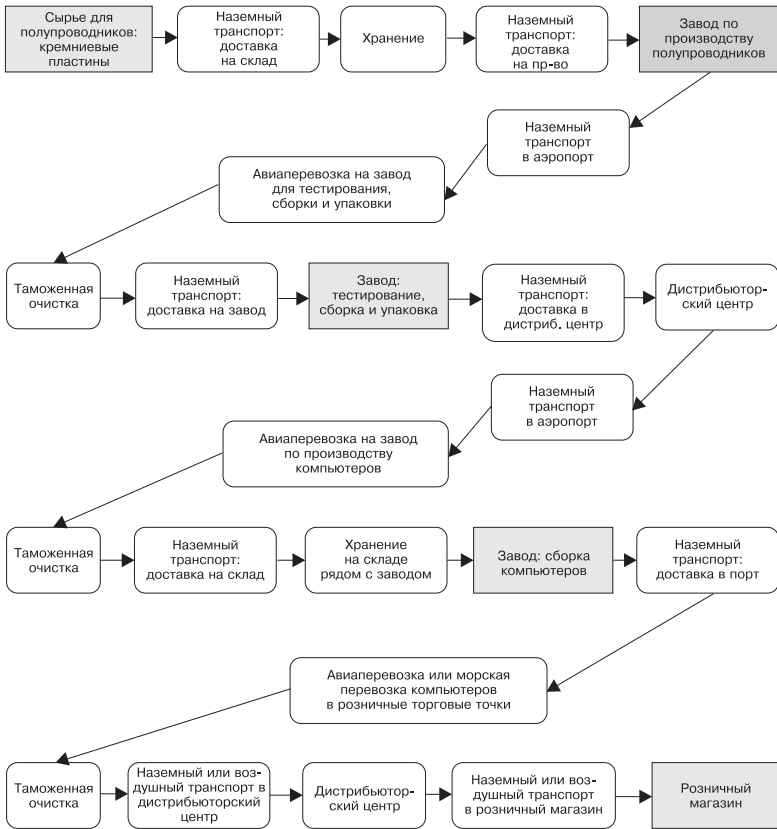 Сырье для
полупроводников:
кремниевые
пластины
Наземный
транспорт:
доставка
на склад
Хранение
Наземный
транспорт:
доставка
на пр-во
Завод по
производству
полупроводников
Наземный
транспорт
в аэропорт
Авиаперевозка на завод
для тестирования,
сборки и упаковки
Таможенная
очистка
Наземный
транспорт:
доставка на завод
Завод:
тестирование,
сборка и упаковка
Наземный
транспорт:
доставка в
дистриб. центр
Дистрибьютор-
ский центр
Наземный
транспорт
в аэропорт
Авиаперевозка на завод
по производству
компьютеров
Таможенная
очистка
Наземный
транспорт:
доставка на склад
Хранение
на складе
рядом с заводом
Завод: сборка
компьютеров
Наземный
транспорт:
доставка в порт
Авиаперевозка или морская
перевозка компьютеров
в розничные торговые точки
Таможенная
очистка
Наземный или воз-
душный транспорт в
дистрибьюторский
центр
Дистрибьютор-
ский центр
Наземный или воз-
душный транспорт
в розничный магазин
Розничный
магазин